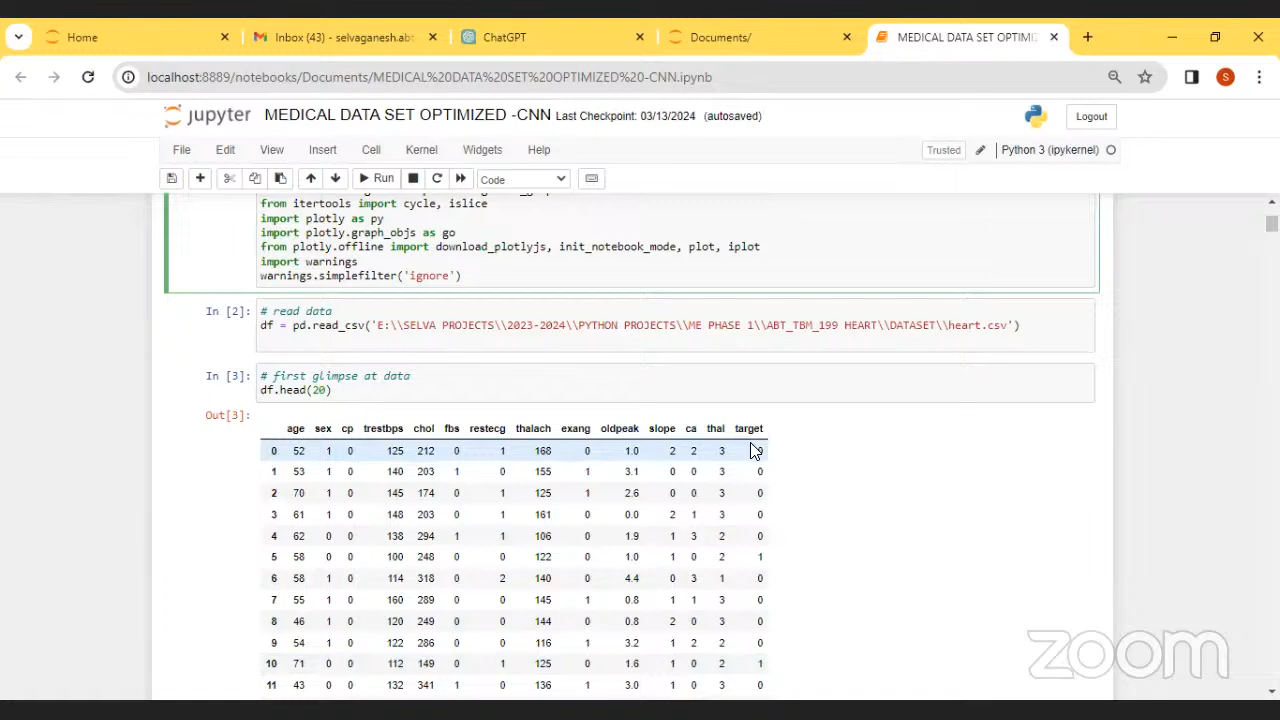 Home
Inbox (43) - selvaganesh.abt
ChatGPT
Documents/
MEDICAL DATA SET OPTIMI
localhost:8889/notebooks/Documents/MEDICAL%20DATA%20SET%20OPTIMIZED%20-CNN.ipynb
S
jupyter MEDICAL DATA SET OPTIMIZED -CNN Last Checkpoint: 03/13/2024 (autosaved)
Logout
File Edit View Insert Cell Kernel Widgets Help
Trusted
Python 3 (ipykernel)
Run
Code
from itertools import cycle, islice
import plotly as py
import plotly.graph_objs as go
from plotly.offline import download_plotlyjs, init_notebook_mode, plot, iplot
import warnings
warnings.simplefilter('ignore')
In [2]: # read data
df = pd.read_csv('E:\\SELVA PROJECTS\\2023-2024\\PYTHON PROJECTS\\ME PHASE 1\\ABT_TBM_199 HEART\\DATASET\\heart.csv')
In [3]: # first glimpse at data
df.head(20)
Out[3]:
age sex cp trestbps chol fbs restecg thalach exang oldpeak slope ca thal target
0 52 1 0 125 212 0 1 168 0 1.0 2 2 3 0
1 53 1 0 140 203 1 0 155 1 3.1 0 0 3 0
2 70 1 0 145 174 0 1 125 1 2.6 0 0 3 0
3 61 1 0 148 203 0 1 161 0 0.0 2 1 3 0
4 62 0 0 138 294 1 1 106 0 1.9 1 3 2 0
5 58 0 0 100 248 0 0 122 0 1.0 1 0 2 1
6 58 1 0 114 318 0 2 140 0 4.4 0 3 1 0
7 55 1 0 160 289 0 0 145 1 0.8 1 1 3 0
8 46 1 0 120 249 0 0 144 0 0.8 2 0 3 0
9 54 1 0 122 286 0 0 116 1 3.2 1 2 2 0
10 71 0 0 112 149 0 1 125 0 1.6 1 0 2 1
11 43 0 0 132 341 1 0 136 1 3.0 1 0 3 0
zoom